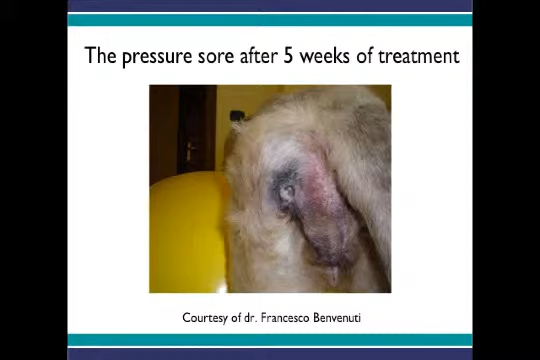 The pressure sore after 5 weeks of treatment
Courtesy of dr. Francesco Benvenuti